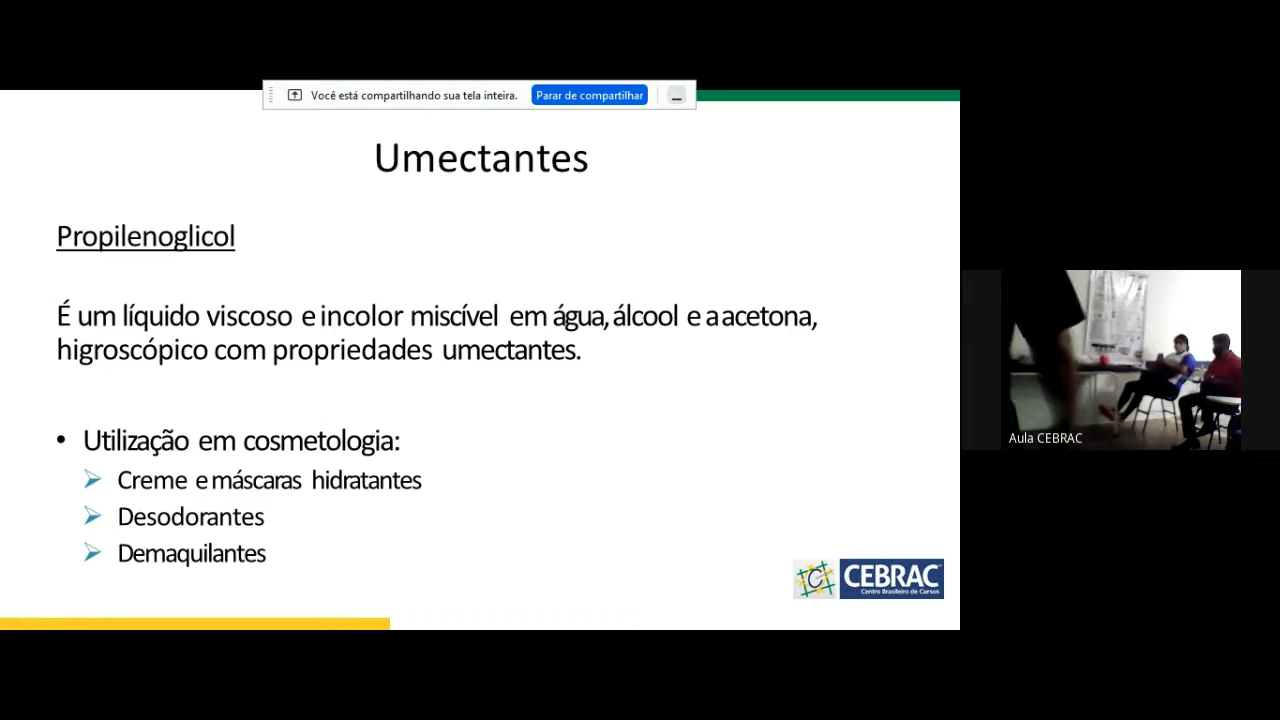 Você está compartilhando sua tela inteira. Parar de compartilhar
Umectantes
Propilenoglicol
É um líquido viscoso e incolor miscível em água, álcool e a acetona,
higroscópico com propriedades umectantes.
• Utilização em cosmetologia:
Creme e máscaras hidratantes
Desodorantes
Demaquilantes
C CEBRAC
Centro Brasileiro de Cursos
Aula CEBRAC